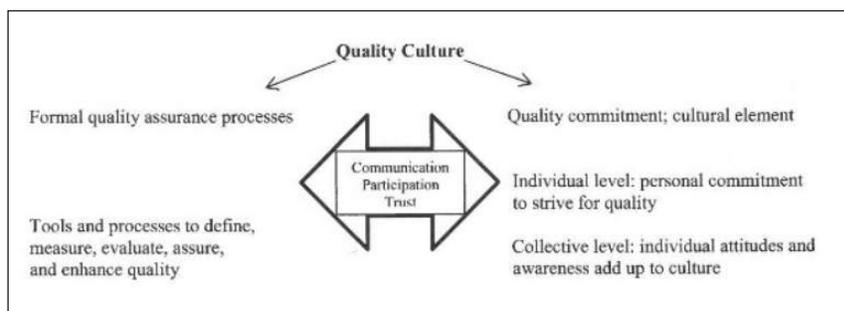 Quality Culture
Formal quality assurance processes
Tools and processes to define,
measure, evaluate, assure,
and enhance quality
Communication
Participation
Trust
Quality commitment; cultural element
Individual level: personal commitment
to strive for quality
Collective level: individual attitudes and
awareness add up to culture